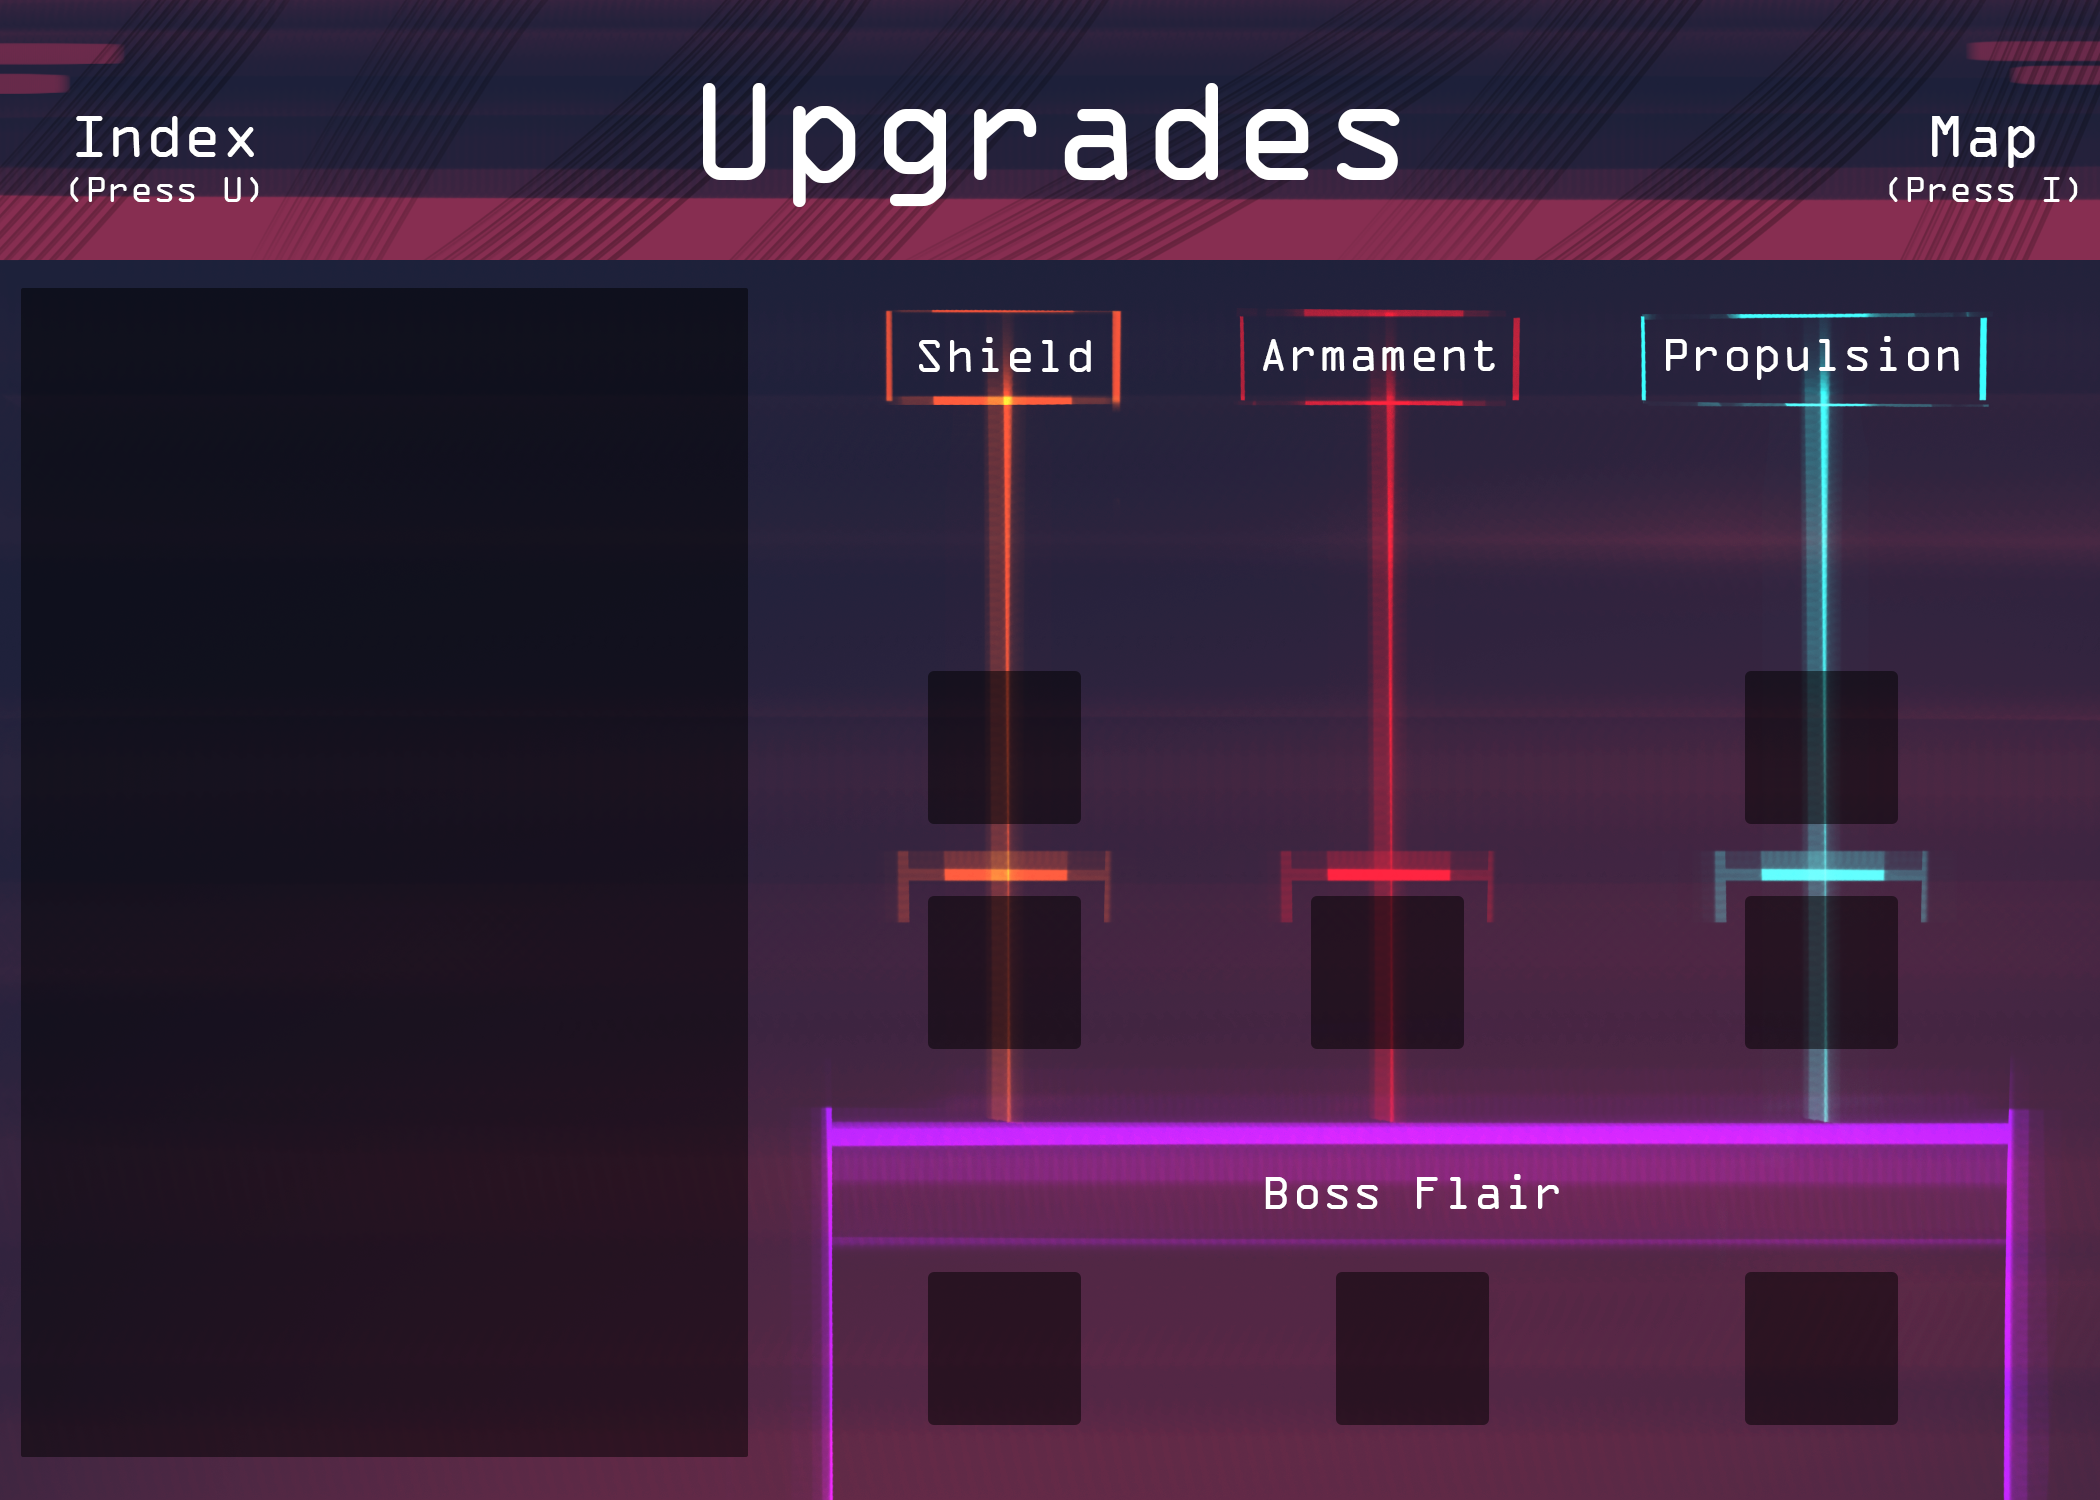 Upgrades
Index
(Press U)
Map
(Press I)
Shield
Armament
Propulsion
Boss Flair